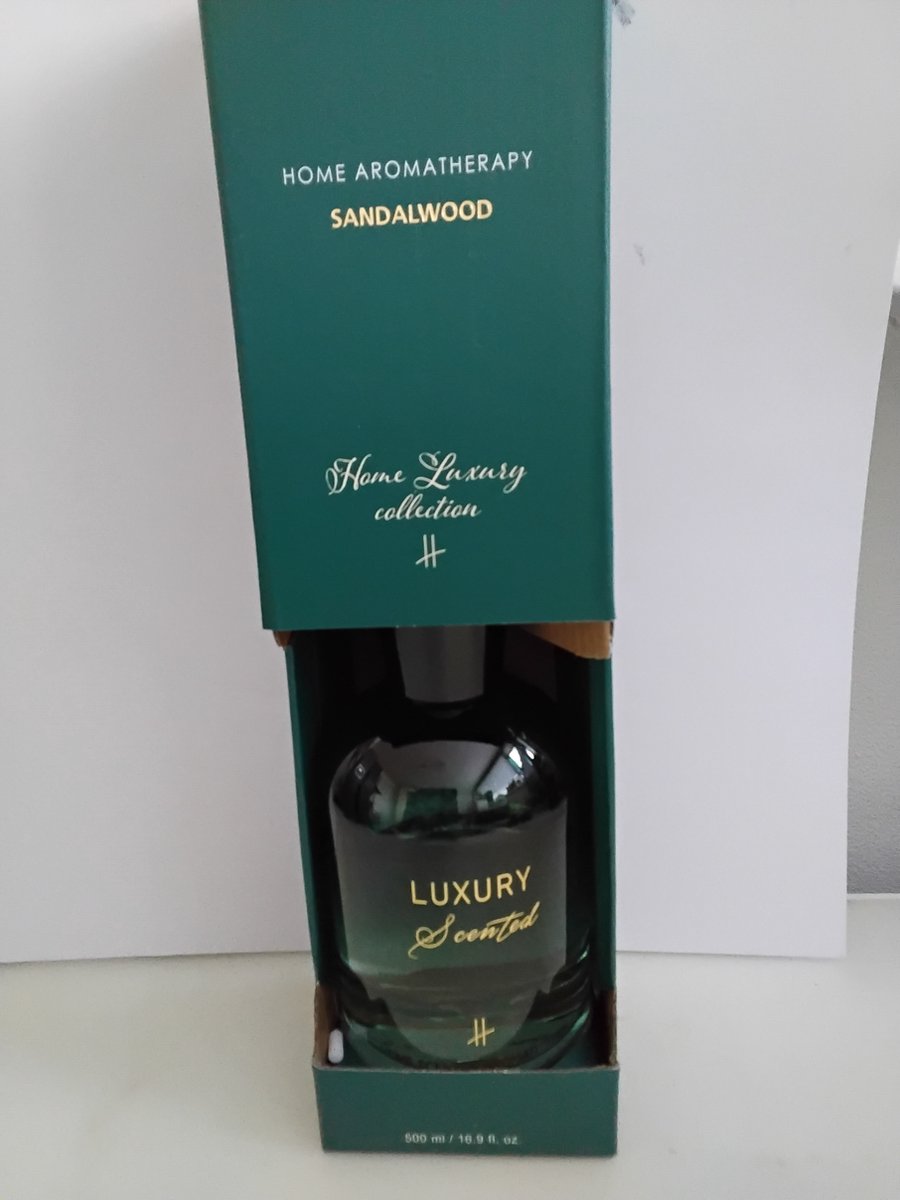 HOME AROMATHERAPY
SANDALWOOD
Home Luxury
collection
H
LUXURY
Scented
H
500 ml / 16.9 fl. oz.